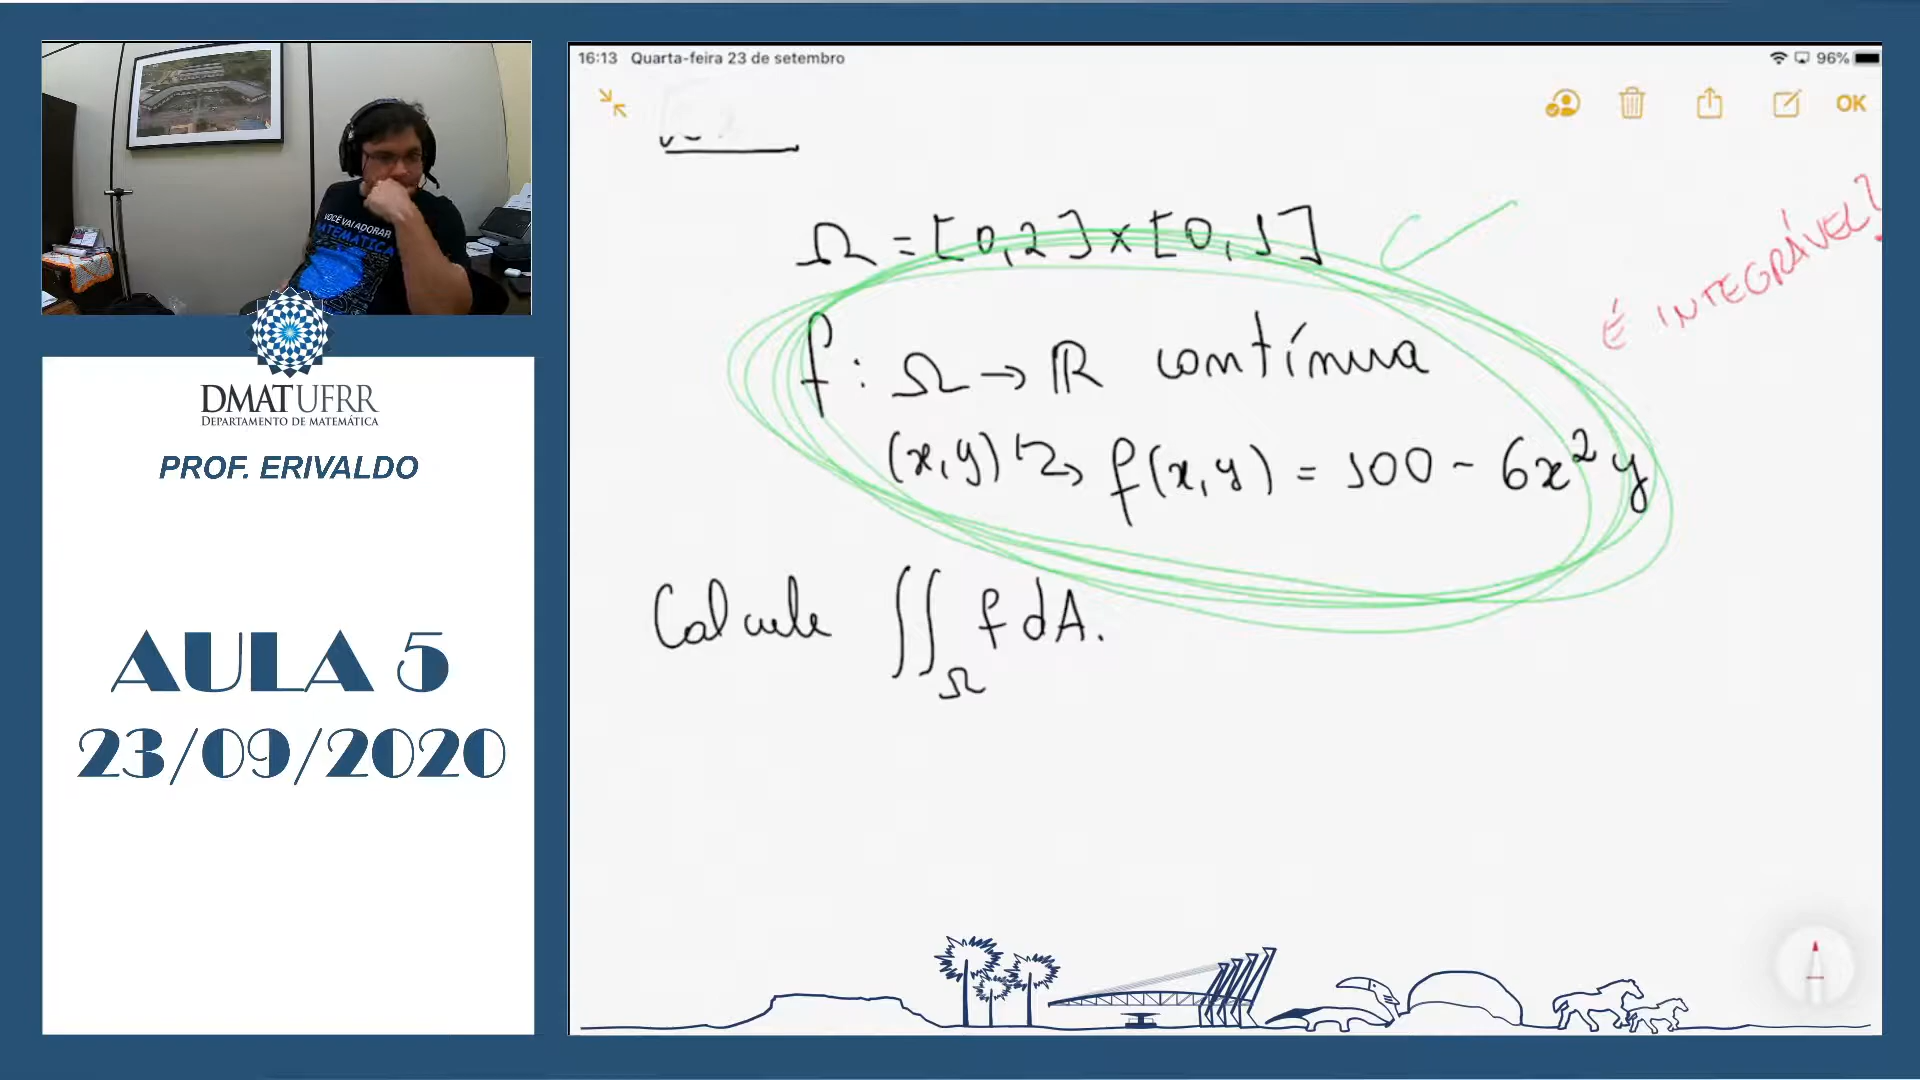 16:13 Quarta-feira 23 de setembro
96%
OK
Ω = [0,2] x [0,1]
É INTEGRÁVEL?
f: Ω → ℝ contínua
(x,y) ↦ f(x,y) = 100 - 6x²y
Calcule ∬_Ω f dA.
VOCÊ VAI ADORAR
MATEMÁTICA
DMATUFRR
DEPARTAMENTO DE MATEMÁTICA
PROF. ERIVALDO
AULA 5
23/09/2020